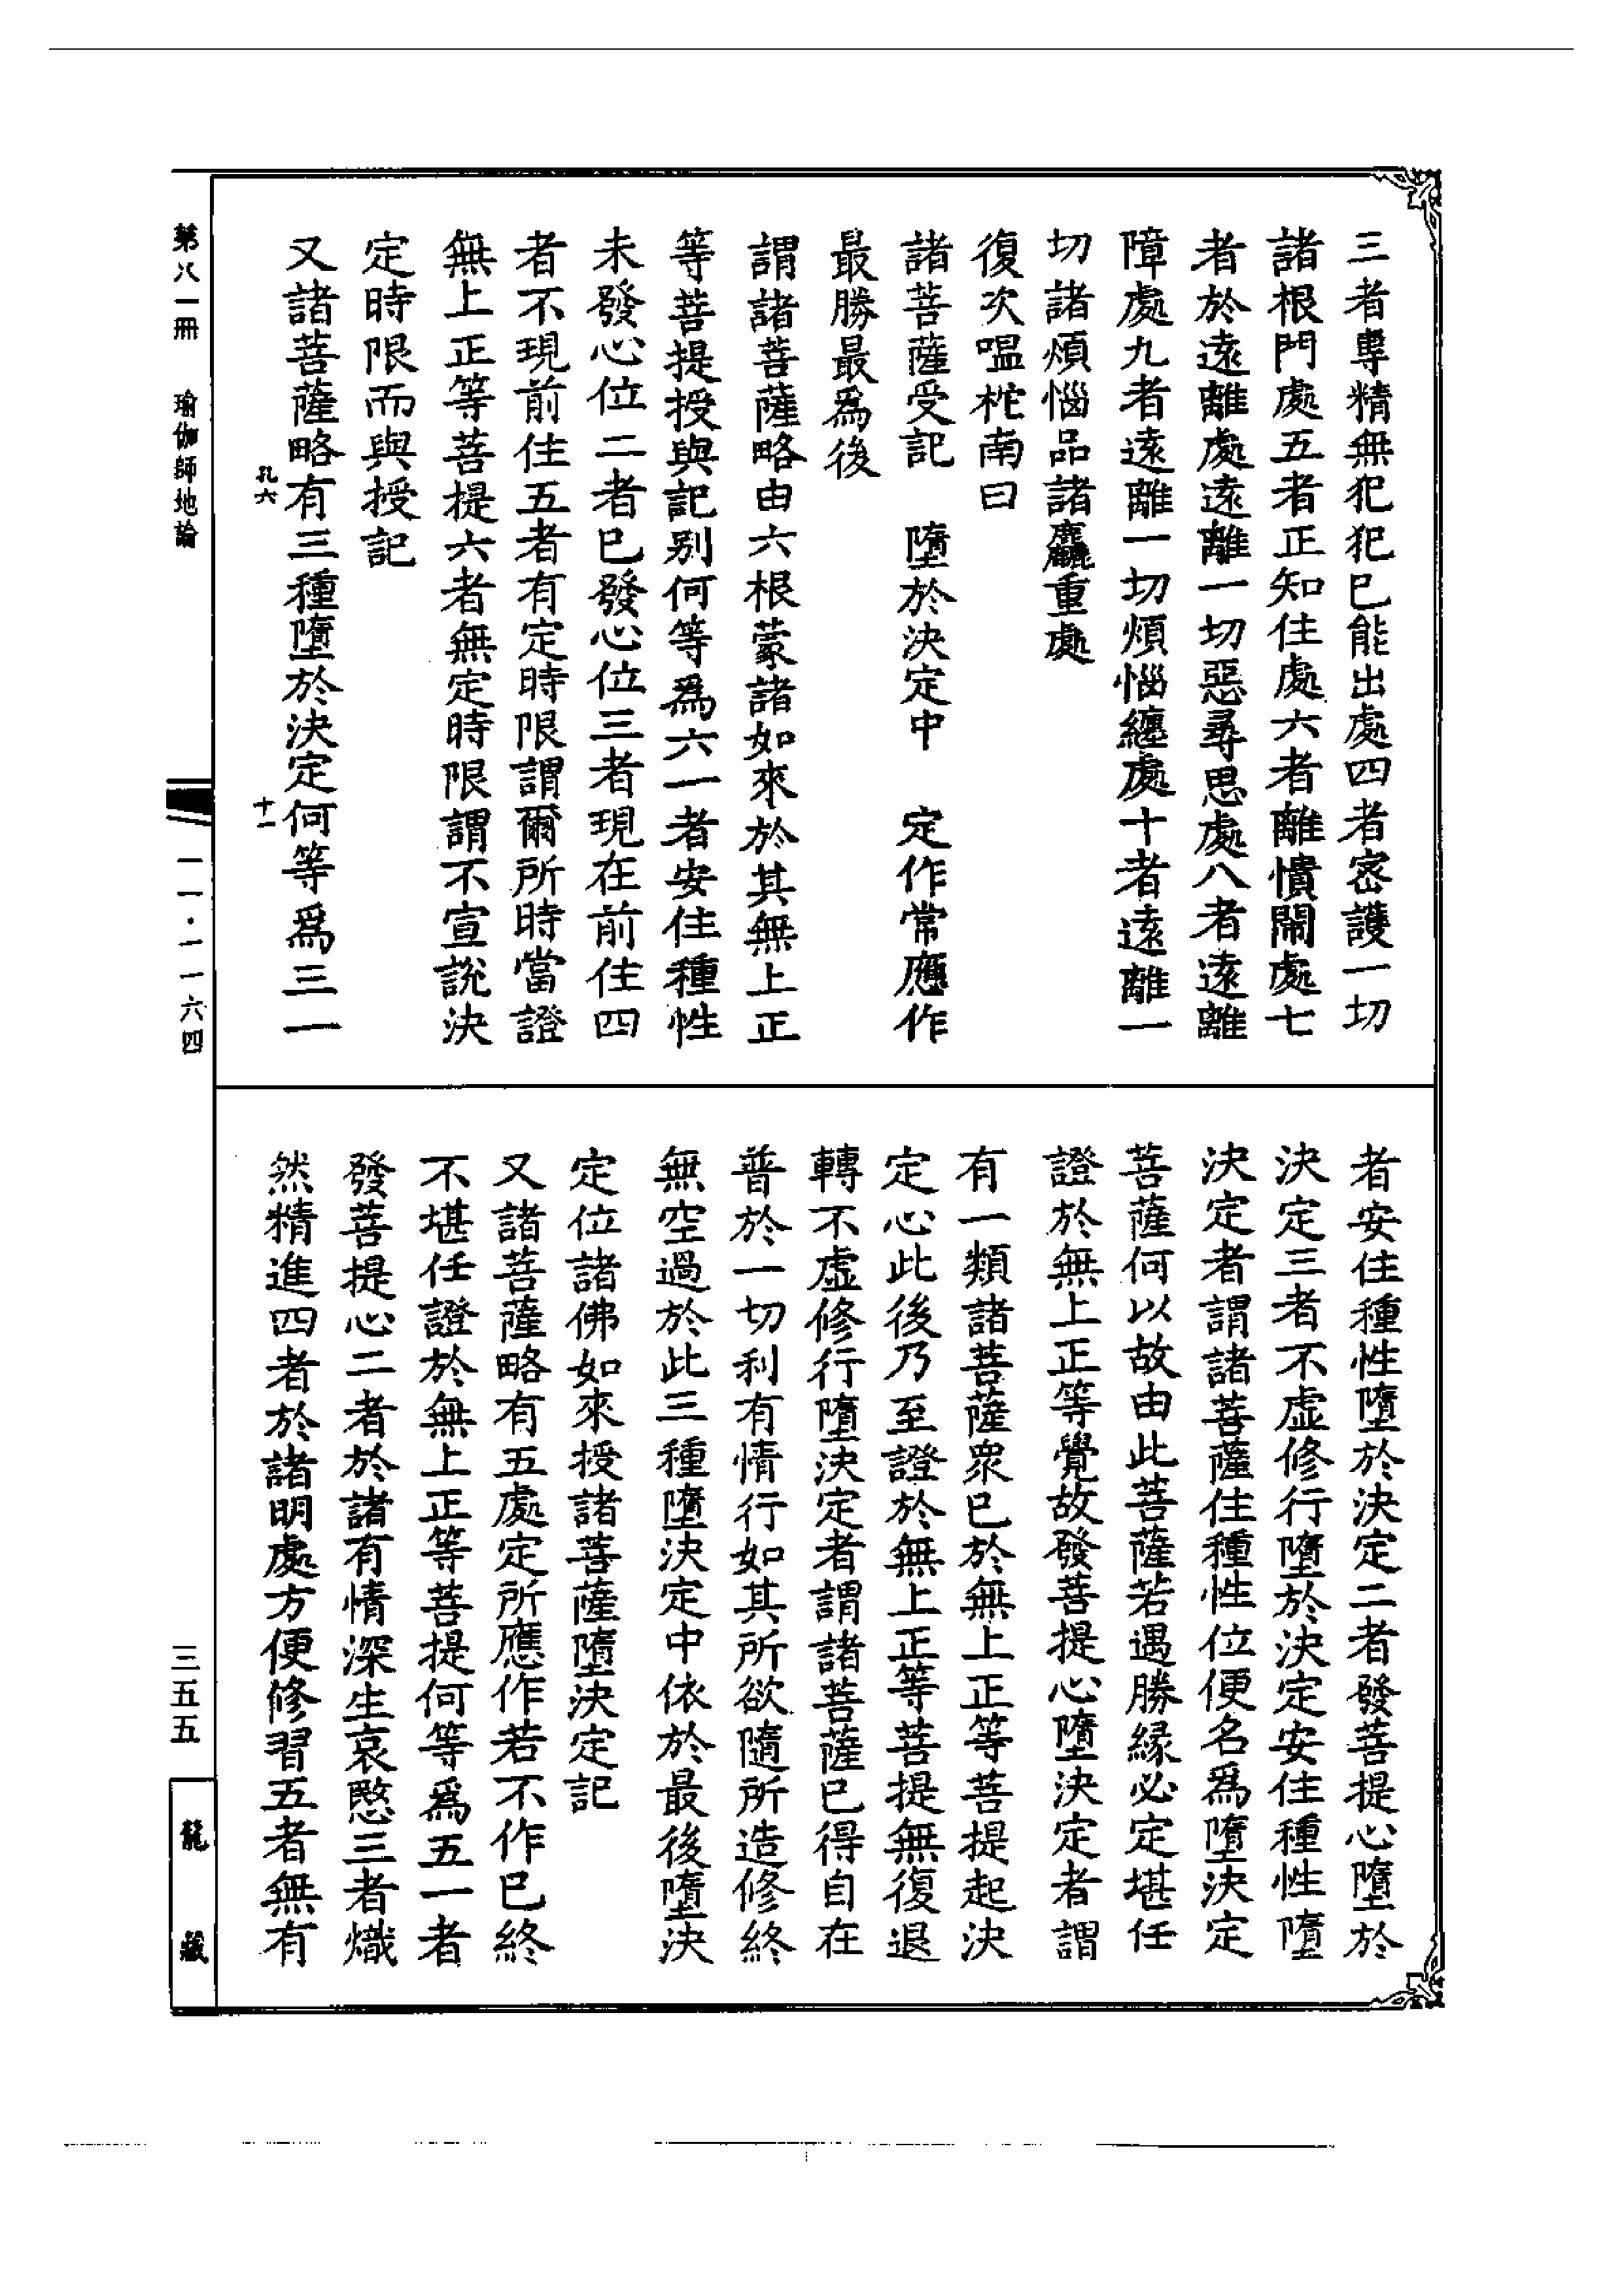 三者專精無犯犯已能出處四者密護一切
諸根門處五者正知住處六者離憒閙處七
者於遠離處遠離一切惡尋思處八者遠離
障處九者遠離一切煩惱纏處十者遠離一
切諸煩惱品諸麤重處
復次嗢柁南曰
諸菩薩受記　墮於決定中　定作常應作
最勝最爲後
謂諸菩薩略由六根蒙諸如來於其無上正
等菩提授與記別何等爲六一者安住種性
未發心位二者已發心位三者現在前住四
者不現前住五者有定時限謂爾所時當證
無上正等菩提六者無定時限謂不宣說決
定時限而與授記
又諸菩薩略有三種墮於決定何等爲三一
孔六　十一
者安住種性墮於決定二者發菩提心墮於
決定三者不虛修行墮於決定安住種性墮
決定者謂諸菩薩住種性位便名爲墮決定
菩薩何以故由此菩薩若遇勝緣必定堪任
證於無上正等覺故發菩提心墮決定者謂
有一類諸菩薩衆已於無上正等菩提起決
定心此後乃至證於無上正等菩提無復退
轉不虛修行墮決定者謂諸菩薩已得自在
普於一切利有情行如其所欲隨所造修終
無空過於此三種墮決定中依於最後墮決
定位諸佛如來授諸菩薩墮決定記
又諸菩薩略有五處定所應作若不作已終
不堪任證於無上正等菩提何等爲五一者
發菩提心二者於諸有情深生哀愍三者熾
然精進四者於諸明處方便修習五者無有
第八一冊　瑜伽師地論
一一·一一六四
三五五
龍藏